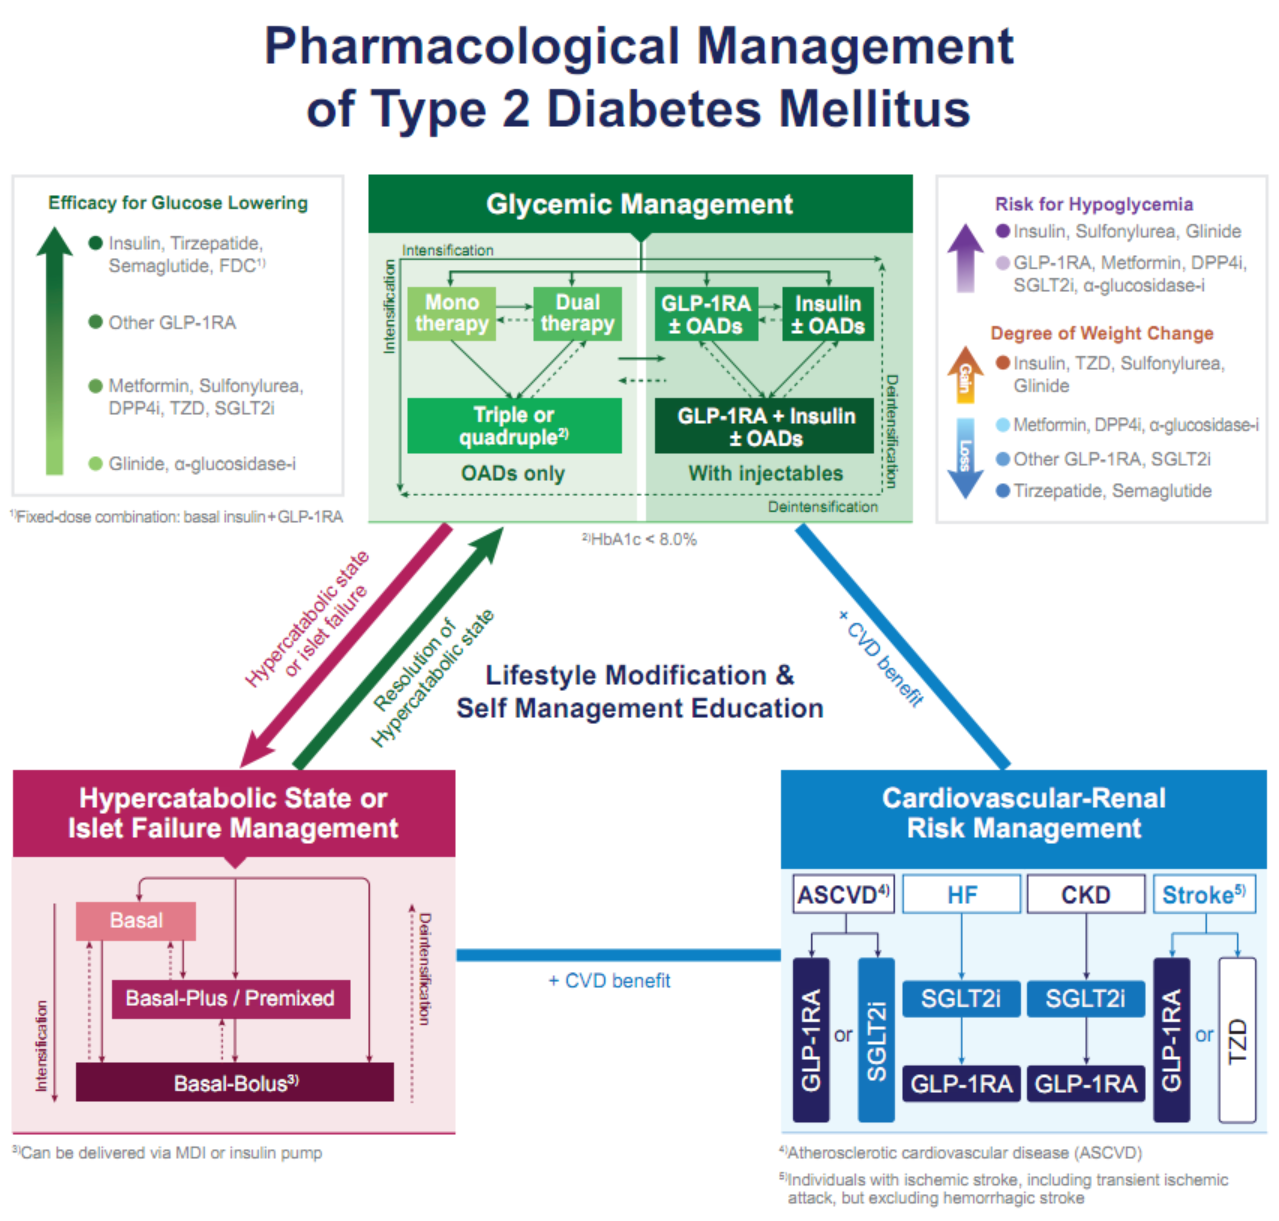 Pharmacological Management
of Type 2 Diabetes Mellitus
Efficacy for Glucose Lowering
Insulin, Tirzepatide,
Semaglutide, FDC1)
Other GLP-1RA
Metformin, Sulfonylurea,
DPP4i, TZD, SGLT2i
Glinide, α-glucosidase-i
1)Fixed-dose combination: basal insulin+GLP-1RA
Glycemic Management
Intensification
Intensification
Mono
therapy
Dual
therapy
Triple or
quadruple2)
OADs only
GLP-1RA
± OADs
Insulin
± OADs
GLP-1RA + Insulin
± OADs
With injectables
Deintensification
Deintensification
2)HbA1c < 8.0%
Risk for Hypoglycemia
Insulin, Sulfonylurea, Glinide
GLP-1RA, Metformin, DPP4i,
SGLT2i, α-glucosidase-i
Degree of Weight Change
Gain
Insulin, TZD, Sulfonylurea,
Glinide
Loss
Metformin, DPP4i, α-glucosidase-i
Other GLP-1RA, SGLT2i
Tirzepatide, Semaglutide
Hypercatabolic state
or islet failure
Resolution of
Hypercatabolic state
Lifestyle Modification &
Self Management Education
+ CVD benefit
Hypercatabolic State or
Islet Failure Management
Intensification
Basal
Basal-Plus / Premixed
Basal-Bolus3)
Deintensification
3)Can be delivered via MDI or insulin pump
+ CVD benefit
Cardiovascular-Renal
Risk Management
ASCVD4)
GLP-1RA
or
SGLT2i
HF
SGLT2i
GLP-1RA
CKD
SGLT2i
GLP-1RA
Stroke5)
GLP-1RA
or
TZD
4)Atherosclerotic cardiovascular disease (ASCVD)
5)Individuals with ischemic stroke, including transient ischemic
attack, but excluding hemorrhagic stroke